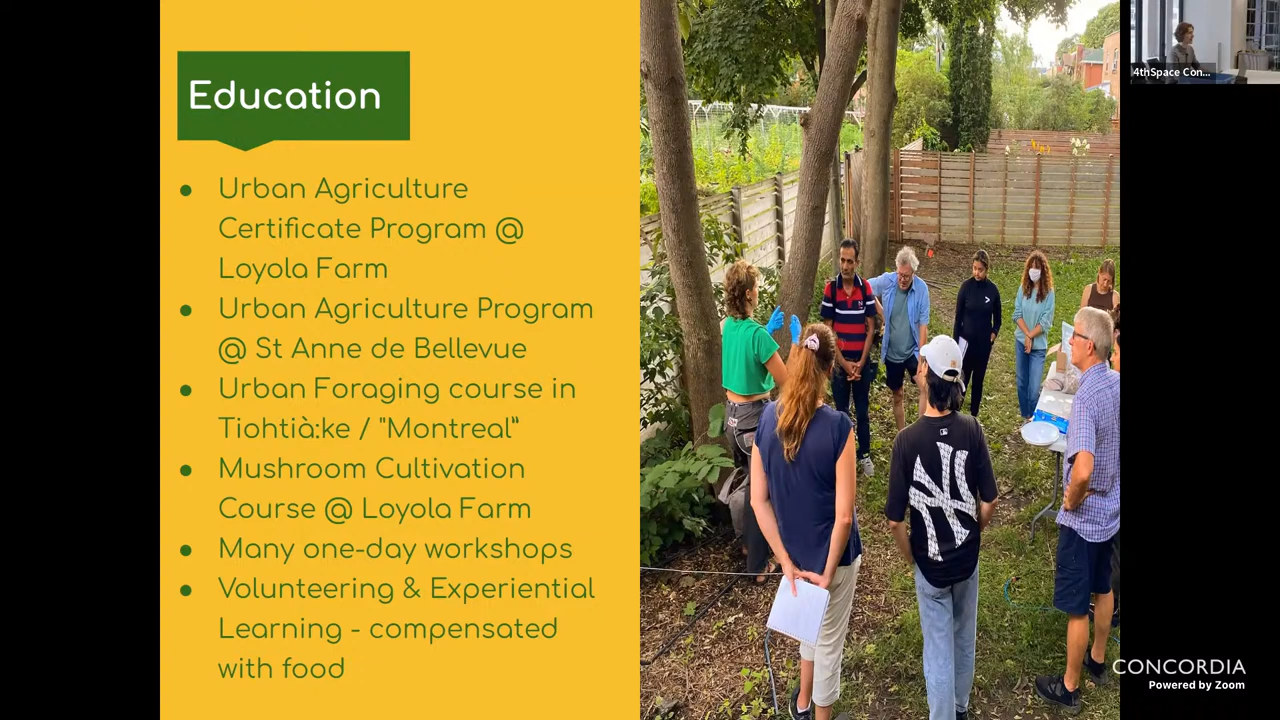 Education
● Urban Agriculture
Certificate Program @
Loyola Farm
● Urban Agriculture Program
@ St Anne de Bellevue
● Urban Foraging course in
Tiohtià:ke / "Montreal”
● Mushroom Cultivation
Course @ Loyola Farm
● Many one-day workshops
● Volunteering & Experiential
Learning - compensated
with food
4thSpace Con...
CONCORDIA
Powered by Zoom